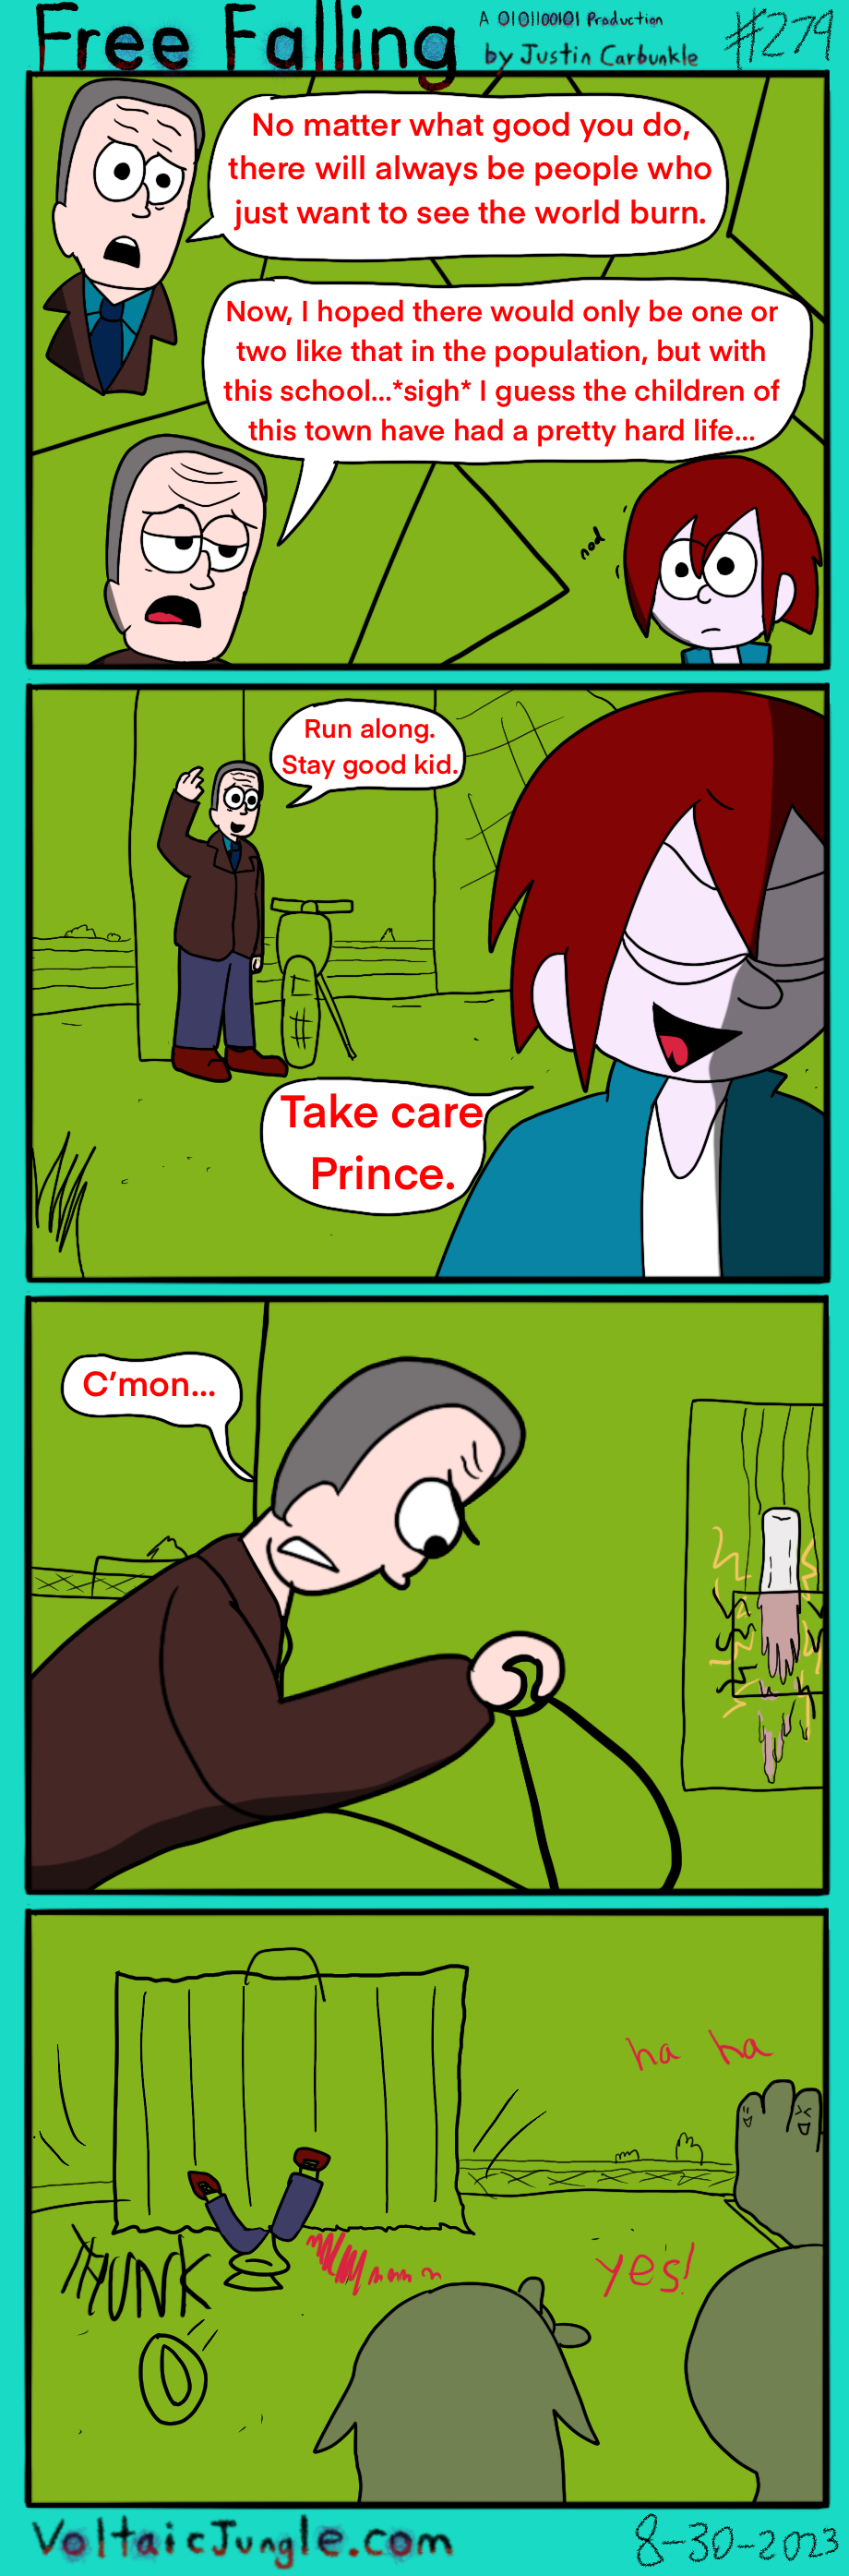 Free Falling
A 0101100101 Production
by Justin Carbunkle
#279
No matter what good you do,
there will always be people who
just want to see the world burn.
Now, I hoped there would only be one or
two like that in the population, but with
this school...*sigh* I guess the children of
this town have had a pretty hard life...
nod
Run along.
Stay good kid.
Take care
Prince.
C'mon...
ha ha
THUNK
yes!
VoltaicJungle.com
8-30-2023